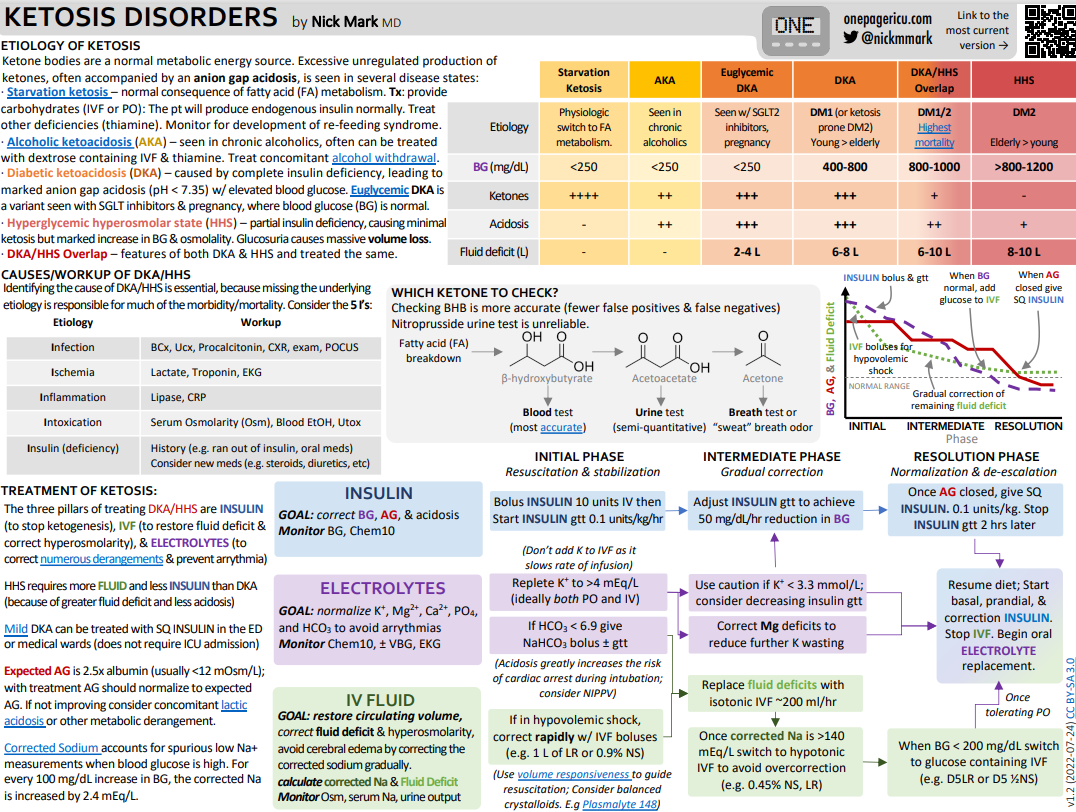 KETOSIS DISORDERS by Nick Mark MD
ONE
onepagericu.com
@nickmmark
Link to the
most current
version →
ETIOLOGY OF KETOSIS
Ketone bodies are a normal metabolic energy source. Excessive unregulated production of
ketones, often accompanied by an anion gap acidosis, is seen in several disease states:
· Starvation ketosis – normal consequence of fatty acid (FA) metabolism. Tx: provide
carbohydrates (IVF or PO): The pt will produce endogenous insulin normally. Treat
other deficiencies (thiamine). Monitor for development of re-feeding syndrome.
· Alcoholic ketoacidosis (AKA) – seen in chronic alcoholics, often can be treated
with dextrose containing IVF & thiamine. Treat concomitant alcohol withdrawal.
· Diabetic ketoacidosis (DKA) – caused by complete insulin deficiency, leading to
marked anion gap acidosis (pH < 7.35) w/ elevated blood glucose. Euglycemic DKA is
a variant seen with SGLT inhibitors & pregnancy, where blood glucose (BG) is normal.
· Hyperglycemic hyperosmolar state (HHS) – partial insulin deficiency, causing minimal
ketosis but marked increase in BG & osmolality. Glucosuria causes massive volume loss.
· DKA/HHS Overlap – features of both DKA & HHS and treated the same.
Starvation
Ketosis
AKA
Euglycemic
DKA
DKA
DKA/HHS
Overlap
HHS
Etiology
Physiologic
switch to FA
metabolism.
Seen in
chronic
alcoholics
Seen w/ SGLT2
inhibitors,
pregnancy
DM1 (or ketosis
prone DM2)
Young > elderly
DM1/2
Highest
mortality
DM2
Elderly > young
BG (mg/dL) <250 <250 <250 400-800 800-1000 >800-1200
Ketones ++++ ++ +++ +++ + -
Acidosis - ++ +++ +++ ++ +
Fluid deficit (L) - - 2-4 L 6-8 L 6-10 L 8-10 L
CAUSES/WORKUP OF DKA/HHS
Identifying the cause of DKA/HHS is essential, because missing the underlying
etiology is responsible for much of the morbidity/mortality. Consider the 5 I's:
Etiology Workup
Infection BCx, Ucx, Procalcitonin, CXR, exam, POCUS
Ischemia Lactate, Troponin, EKG
Inflammation Lipase, CRP
Intoxication Serum Osmolarity (Osm), Blood EtOH, Utox
Insulin (deficiency) History (e.g. ran out of insulin, oral meds)
Consider new meds (e.g. steroids, diuretics, etc)
WHICH KETONE TO CHECK?
Checking BHB is more accurate (fewer false positives & false negatives)
Nitroprusside urine test is unreliable.
Fatty acid (FA)
breakdown
OH O
OH
O O
OH
O
β-hydroxybutyrate Acetoacetate Acetone
Blood test
(most accurate)
Urine test
(semi-quantitative)
Breath test or
“sweat” breath odor
BG, AG, & Fluid Deficit
INSULIN bolus & gtt
When BG
normal, add
glucose to IVF
When AG
closed give
SQ INSULIN
IVF boluses for
hypovolemic
shock
NORMAL RANGE
Gradual correction of
remaining fluid deficit
INITIAL INTERMEDIATE RESOLUTION
Phase
TREATMENT OF KETOSIS:
The three pillars of treating DKA/HHS are INSULIN
(to stop ketogenesis), IVF (to restore fluid deficit &
correct hyperosmolarity), & ELECTROLYTES (to
correct numerous derangements & prevent arrythmia)
HHS requires more FLUID and less INSULIN than DKA
(because of greater fluid deficit and less acidosis)
Mild DKA can be treated with SQ INSULIN in the ED
or medical wards (does not require ICU admission)
Expected AG is 2.5x albumin (usually <12 mOsm/L);
with treatment AG should normalize to expected
AG. If not improving consider concomitant lactic
acidosis or other metabolic derangement.
Corrected Sodium accounts for spurious low Na+
measurements when blood glucose is high. For
every 100 mg/dL increase in BG, the corrected Na
is increased by 2.4 mEq/L.
INSULIN
GOAL: correct BG, AG, & acidosis
Monitor BG, Chem10
ELECTROLYTES
GOAL: normalize K+, Mg2+, Ca2+, PO4,
and HCO3 to avoid arrythmias
Monitor Chem10, ± VBG, EKG
IV FLUID
GOAL: restore circulating volume,
correct fluid deficit & hyperosmolarity,
avoid cerebral edema by correcting the
corrected sodium gradually.
calculate corrected Na & Fluid Deficit
Monitor Osm, serum Na, urine output
INITIAL PHASE
Resuscitation & stabilization
Bolus INSULIN 10 units IV then
Start INSULIN gtt 0.1 units/kg/hr
(Don’t add K to IVF as it
slows rate of infusion)
Replete K+ to >4 mEq/L
(ideally both PO and IV)
If HCO3 < 6.9 give
NaHCO3 bolus ± gtt
(Acidosis greatly increases the risk
of cardiac arrest during intubation;
consider NIPPV)
If in hypovolemic shock,
correct rapidly w/ IVF boluses
(e.g. 1 L of LR or 0.9% NS)
(Use volume responsiveness to guide
resuscitation; Consider balanced
crystalloids. E.g Plasmalyte 148)
INTERMEDIATE PHASE
Gradual correction
Adjust INSULIN gtt to achieve
50 mg/dL/hr reduction in BG
Use caution if K+ < 3.3 mmol/L;
consider decreasing insulin gtt
Correct Mg deficits to
reduce further K wasting
Replace fluid deficits with
isotonic IVF ~200 ml/hr
Once corrected Na is >140
mEq/L switch to hypotonic
IVF to avoid overcorrection
(e.g. 0.45% NS, LR)
RESOLUTION PHASE
Normalization & de-escalation
Once AG closed, give SQ
INSULIN. 0.1 units/kg. Stop
INSULIN gtt 2 hrs later
Resume diet; Start
basal, prandial, &
correction INSULIN.
Stop IVF. Begin oral
ELECTROLYTE
replacement.
Once
tolerating PO
When BG < 200 mg/dL switch
to glucose containing IVF
(e.g. D5LR or D5 ½NS)
v1.2 (2022-07-24) CC BY-SA 3.0